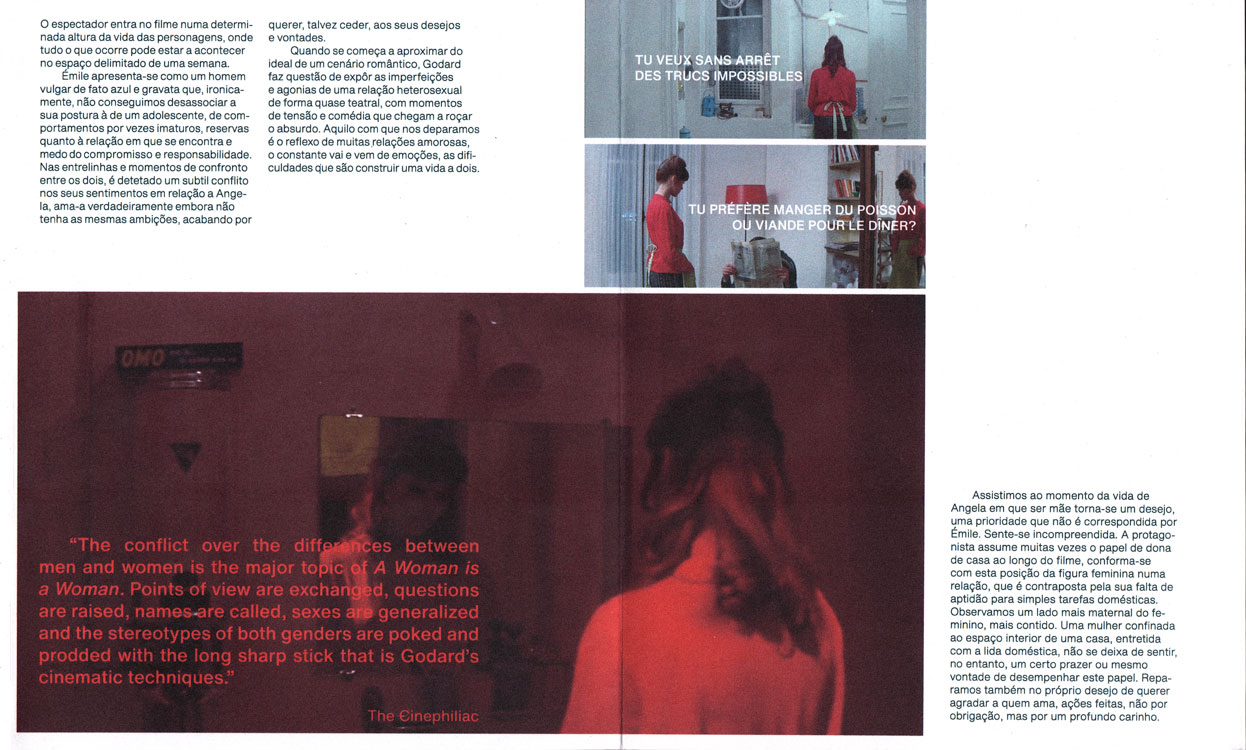 O espectador entra no filme numa determi-
nada altura da vida das personagens, onde
tudo o que ocorre pode estar a acontecer
no espaço delimitado de uma semana.
Émile apresenta-se como um homem
vulgar de fato azul e gravata que, ironica-
mente, não conseguimos desassociar a
sua postura à de um adolescente, de com-
portamentos por vezes imaturos, reservas
quanto à relação em que se encontra e
medo do compromisso e responsabilidade.
Nas entrelinhas e momentos de confronto
entre os dois, é detetado um subtil conflito
nos seus sentimentos em relação a Ange-
la, ama-a verdadeiramente embora não
tenha as mesmas ambições, acabando por
querer, talvez ceder, aos seus desejos
e vontades.
Quando se começa a aproximar do
ideal de um cenário romântico, Godard
faz questão de expôr as imperfeições
e agonias de uma relação heterosexual
de forma quase teatral, com momentos
de tensão e comédia que chegam a roçar
o absurdo. Aquilo com que nos deparamos
é o reflexo de muitas relações amorosas,
o constante vai e vem de emoções, as difi-
culdades que são construir uma vida a dois.
TU VEUX SANS ARRÊT
DES TRUCS IMPOSSIBLES
TU PRÉFÈRE MANGER DU POISSON
OU VIANDE POUR LE DÎNER?
OMO
“The conflict over the differences between
men and women is the major topic of A Woman is
a Woman. Points of view are exchanged, questions
are raised, names are called, sexes are generalized
and the stereotypes of both genders are poked and
prodded with the long sharp stick that is Godard’s
cinematic techniques.”
The Cinephiliac
Assistimos ao momento da vida de
Angela em que ser mãe torna-se um desejo,
uma prioridade que não é correspondida por
Émile. Sente-se incompreendida. A protago-
nista assume muitas vezes o papel de dona
de casa ao longo do filme, conforma-se
com esta posição da figura feminina numa
relação, que é contraposta pela sua falta de
aptidão para simples tarefas domésticas.
Observamos um lado mais maternal do fe-
minino, mais contido. Uma mulher confinada
ao espaço interior de uma casa, entretida
com a lida doméstica, não se deixa de sentir,
no entanto, um certo prazer ou mesmo
vontade de desempenhar este papel. Repa-
ramos também no próprio desejo de querer
agradar a quem ama, ações feitas, não por
obrigação, mas por um profundo carinho.